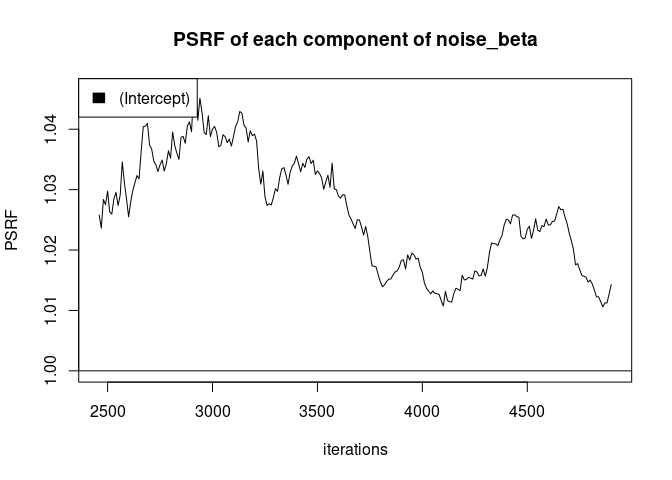 PSRF of each component of noise_beta
(Intercept)
PSRF
1.04
1.03
1.02
1.01
1.00
2500 3000 3500 4000 4500
iterations